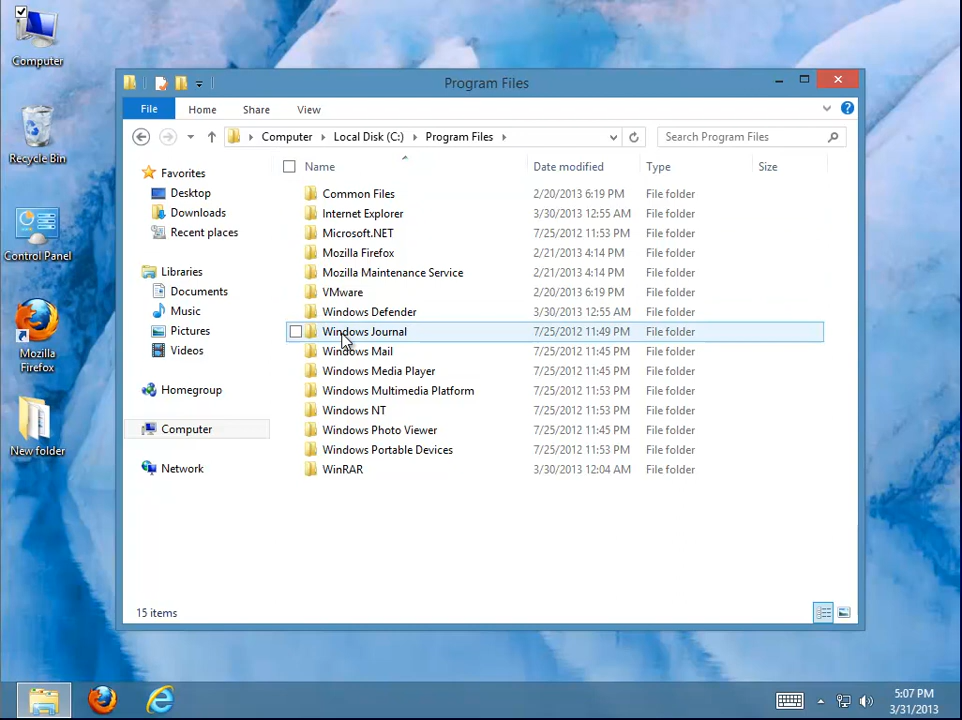 Computer
Recycle Bin
Control Panel
Mozilla
Firefox
New folder
Program Files
File Home Share View
Computer Local Disk (C:) Program Files
Search Program Files
Favorites
Desktop
Downloads
Recent places
Libraries
Documents
Music
Pictures
Videos
Homegroup
Computer
Network
Name Date modified Type Size
Common Files 2/20/2013 6:19 PM File folder
Internet Explorer 3/30/2013 12:55 AM File folder
Microsoft.NET 7/25/2012 11:53 PM File folder
Mozilla Firefox 2/21/2013 4:14 PM File folder
Mozilla Maintenance Service 2/21/2013 4:14 PM File folder
VMware 2/20/2013 6:19 PM File folder
Windows Defender 3/30/2013 12:55 AM File folder
Windows Journal 7/25/2012 11:49 PM File folder
Windows Mail 7/25/2012 11:45 PM File folder
Windows Media Player 7/25/2012 11:45 PM File folder
Windows Multimedia Platform 7/25/2012 11:53 PM File folder
Windows NT 7/25/2012 11:53 PM File folder
Windows Photo Viewer 7/25/2012 11:45 PM File folder
Windows Portable Devices 7/25/2012 11:53 PM File folder
WinRAR 3/30/2013 12:04 AM File folder
15 items
5:07 PM
3/31/2013